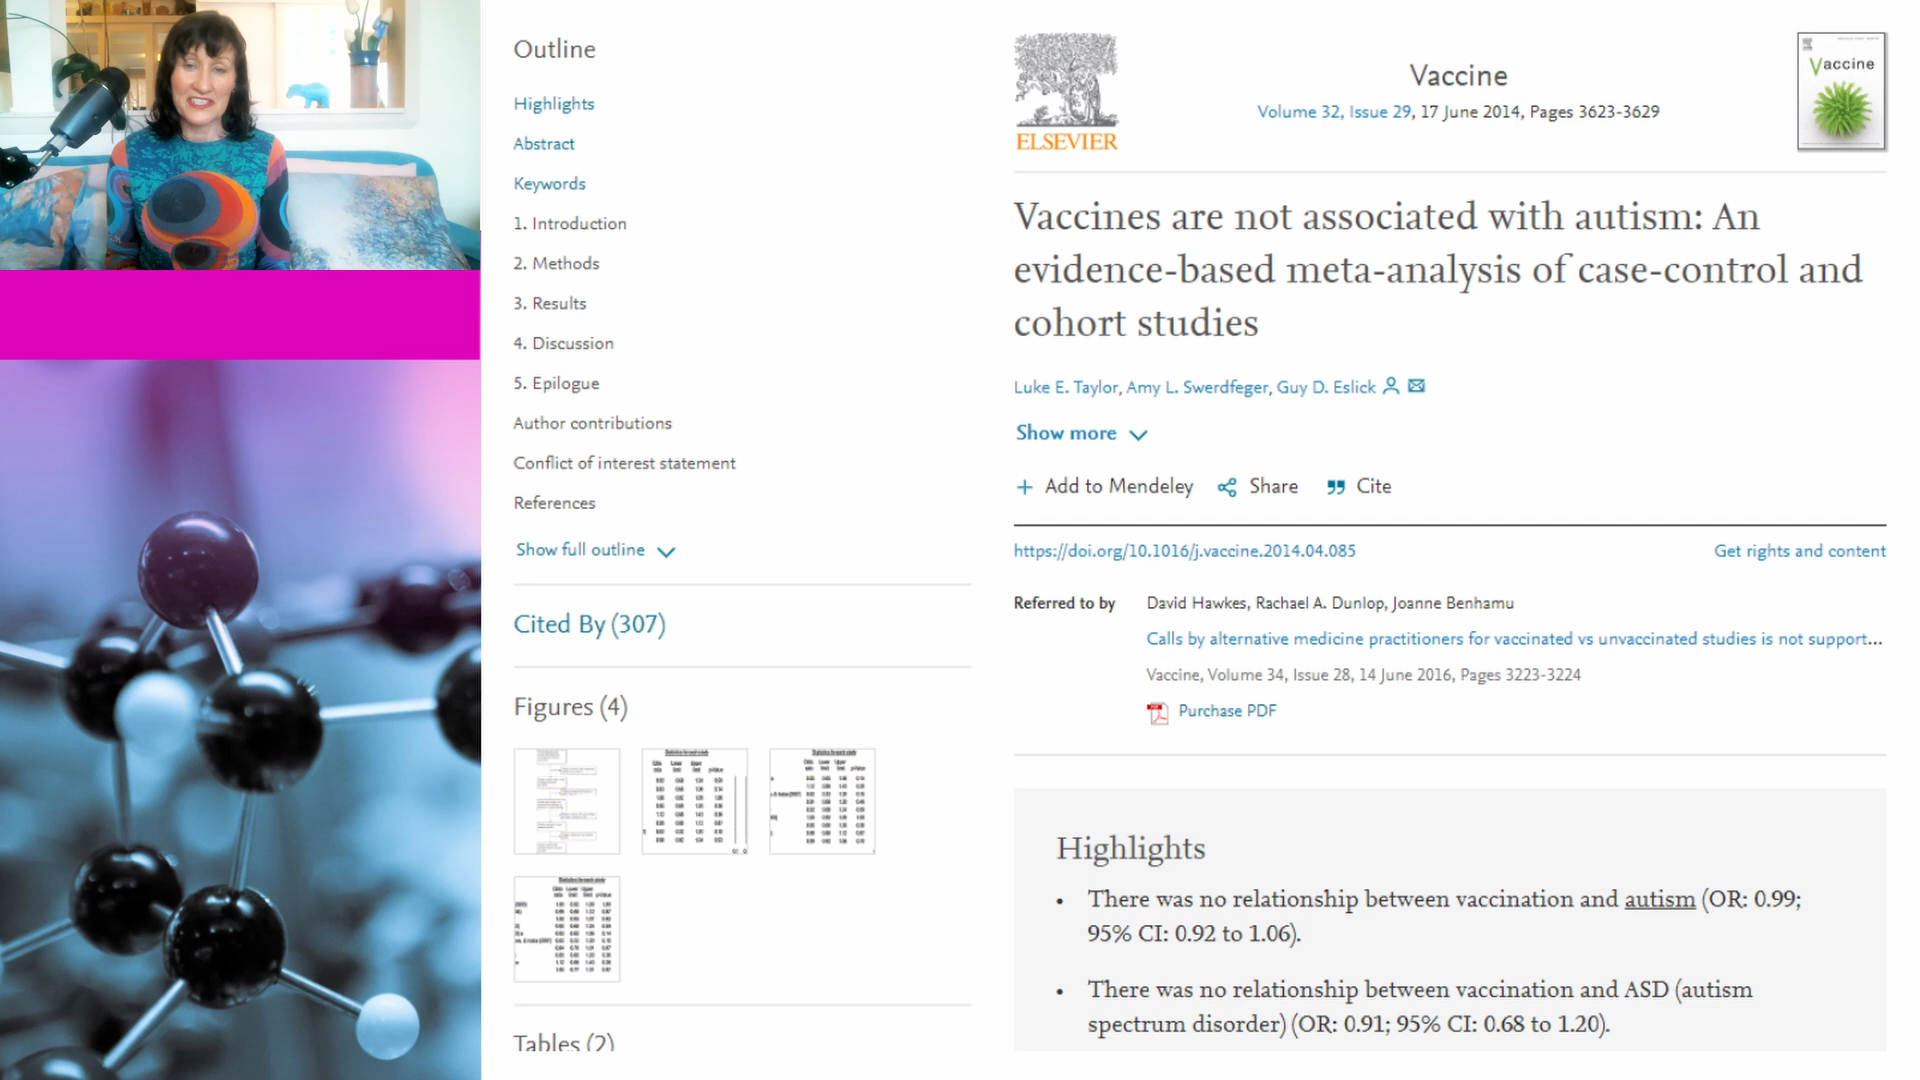 Outline
Highlights
Abstract
Keywords
1. Introduction
2. Methods
3. Results
4. Discussion
5. Epilogue
Author contributions
Conflict of interest statement
References
Show full outline
Cited By (307)
Figures (4)
Tables (2)
ELSEVIER
Vaccine
Volume 32, Issue 29, 17 June 2014, Pages 3623-3629
Vaccine
Vaccines are not associated with autism: An
evidence-based meta-analysis of case-control and
cohort studies
Luke E. Taylor, Amy L. Swerdfeger, Guy D. Eslick
Show more
+ Add to Mendeley Share Cite
https://doi.org/10.1016/j.vaccine.2014.04.085 Get rights and content
Referred to by David Hawkes, Rachael A. Dunlop, Joanne Benhamu
Calls by alternative medicine practitioners for vaccinated vs unvaccinated studies is not support...
Vaccine, Volume 34, Issue 28, 14 June 2016, Pages 3223-3224
Purchase PDF
Highlights
• There was no relationship between vaccination and autism (OR: 0.99;
95% CI: 0.92 to 1.06).
• There was no relationship between vaccination and ASD (autism
spectrum disorder) (OR: 0.91; 95% CI: 0.68 to 1.20).